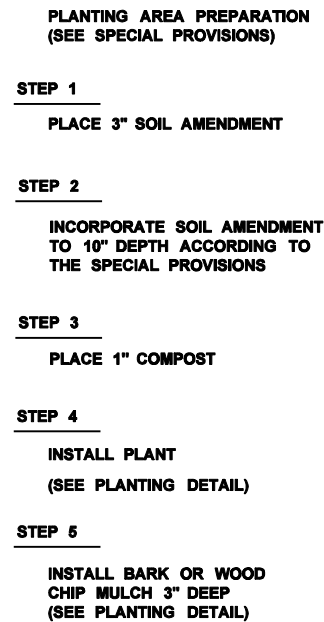 PLANTING AREA PREPARATION
(SEE SPECIAL PROVISIONS)
STEP 1
PLACE 3" SOIL AMENDMENT
STEP 2
INCORPORATE SOIL AMENDMENT
TO 10" DEPTH ACCORDING TO
THE SPECIAL PROVISIONS
STEP 3
PLACE 1" COMPOST
STEP 4
INSTALL PLANT
(SEE PLANTING DETAIL)
STEP 5
INSTALL BARK OR WOOD
CHIP MULCH 3" DEEP
(SEE PLANTING DETAIL)